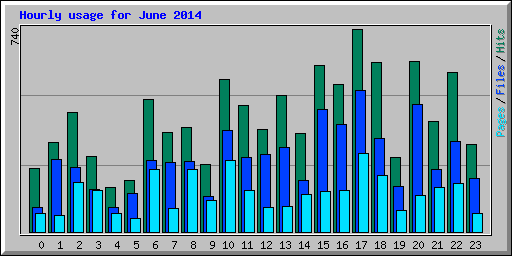 Hourly usage for June 2014
740
Pages/Files/Hits
0 1 2 3 4 5 6 7 8 9 10 11 12 13 14 15 16 17 18 19 20 21 22 23